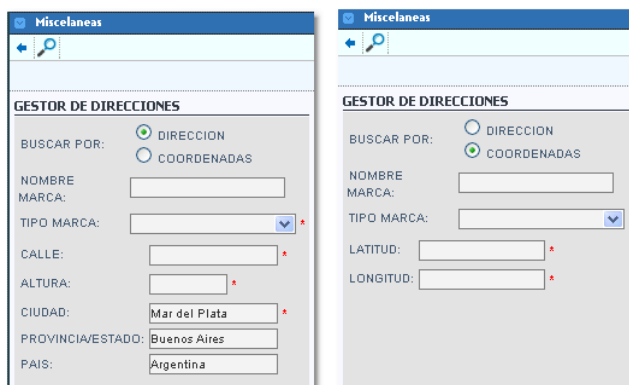 Miscelaneas
GESTOR DE DIRECCIONES
BUSCAR POR:
DIRECCION
COORDENADAS
NOMBRE
MARCA:
TIPO MARCA: *
CALLE: *
ALTURA: *
CIUDAD: Mar del Plata *
PROVINCIA/ESTADO: Buenos Aires
PAIS: Argentina
Miscelaneas
GESTOR DE DIRECCIONES
BUSCAR POR:
DIRECCION
COORDENADAS
NOMBRE
MARCA:
TIPO MARCA:
LATITUD: *
LONGITUD: *